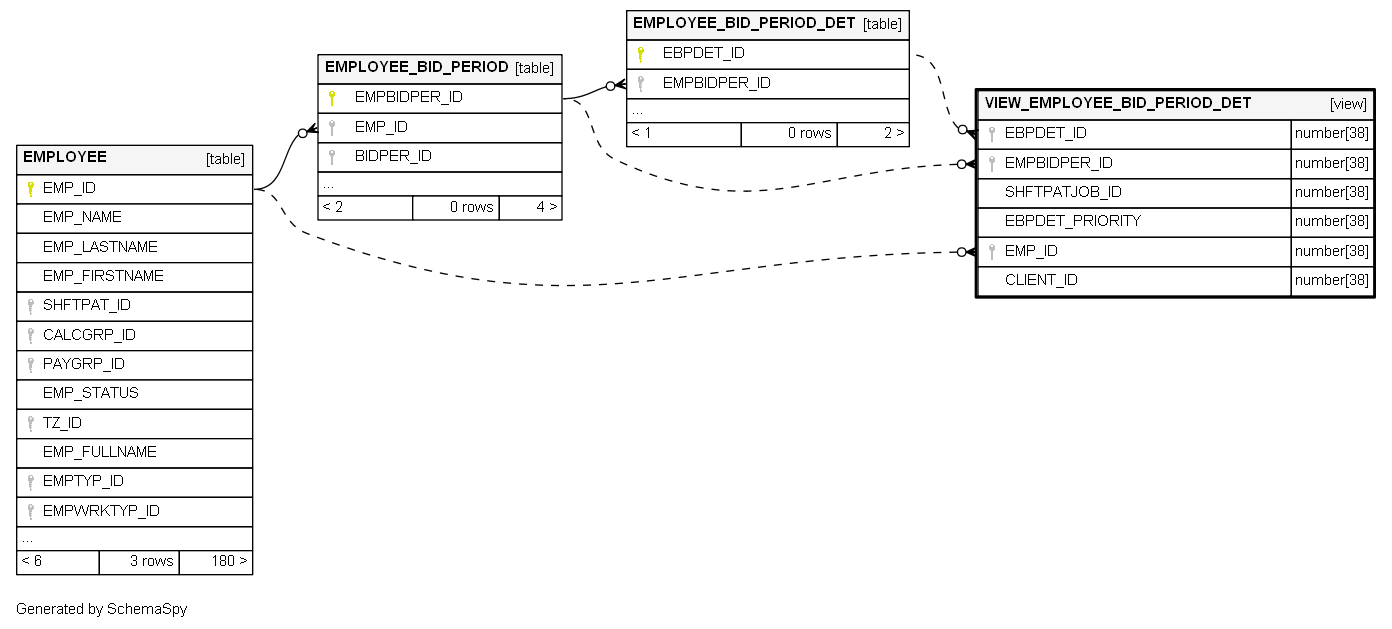 EMPLOYEE_BID_PERIOD_DET [table]
EBPDET_ID
EMPBIDPER_ID
...
< 1 0 rows 2 >
EMPLOYEE_BID_PERIOD [table]
EMPBIDPER_ID
EMP_ID
BIDPER_ID
...
< 2 0 rows 4 >
VIEW_EMPLOYEE_BID_PERIOD_DET [view]
EBPDET_ID number[38]
EMPBIDPER_ID number[38]
SHFTPATJOB_ID number[38]
EBPDET_PRIORITY number[38]
EMP_ID number[38]
CLIENT_ID number[38]
EMPLOYEE [table]
EMP_ID
EMP_NAME
EMP_LASTNAME
EMP_FIRSTNAME
SHFTPAT_ID
CALCGRP_ID
PAYGRP_ID
EMP_STATUS
TZ_ID
EMP_FULLNAME
EMPTYP_ID
EMPWRKTYP_ID
...
< 6 3 rows 180 >
Generated by SchemaSpy